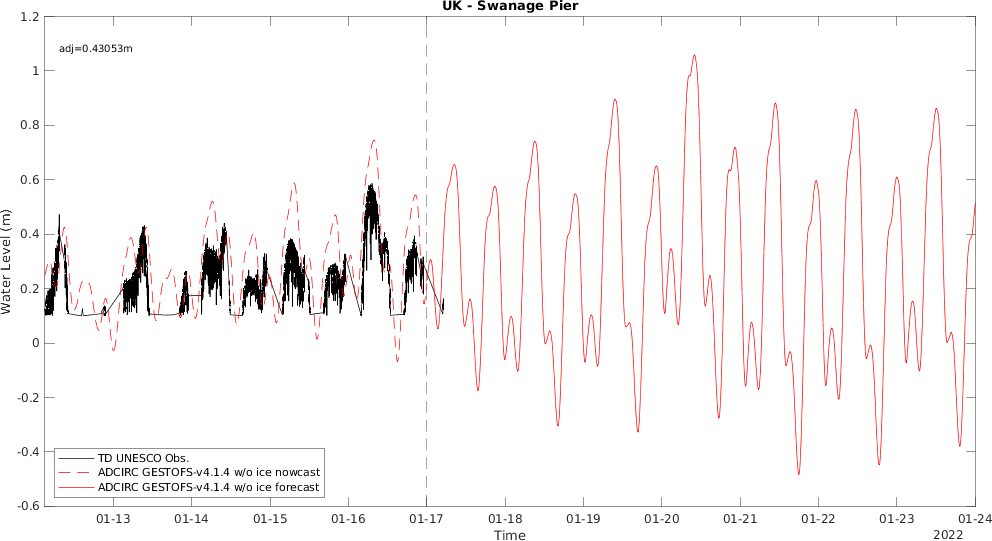 UK - Swanage Pier
adj=0.43053m
1.2
1
0.8
0.6
0.4
0.2
0
-0.2
-0.4
-0.6
Water Level (m)
TD UNESCO Obs.
ADCIRC GESTOFS-v4.1.4 w/o ice nowcast
ADCIRC GESTOFS-v4.1.4 w/o ice forecast
01-13 01-14 01-15 01-16 01-17 01-18 01-19 01-20 01-21 01-22 01-23 01-24
Time
2022